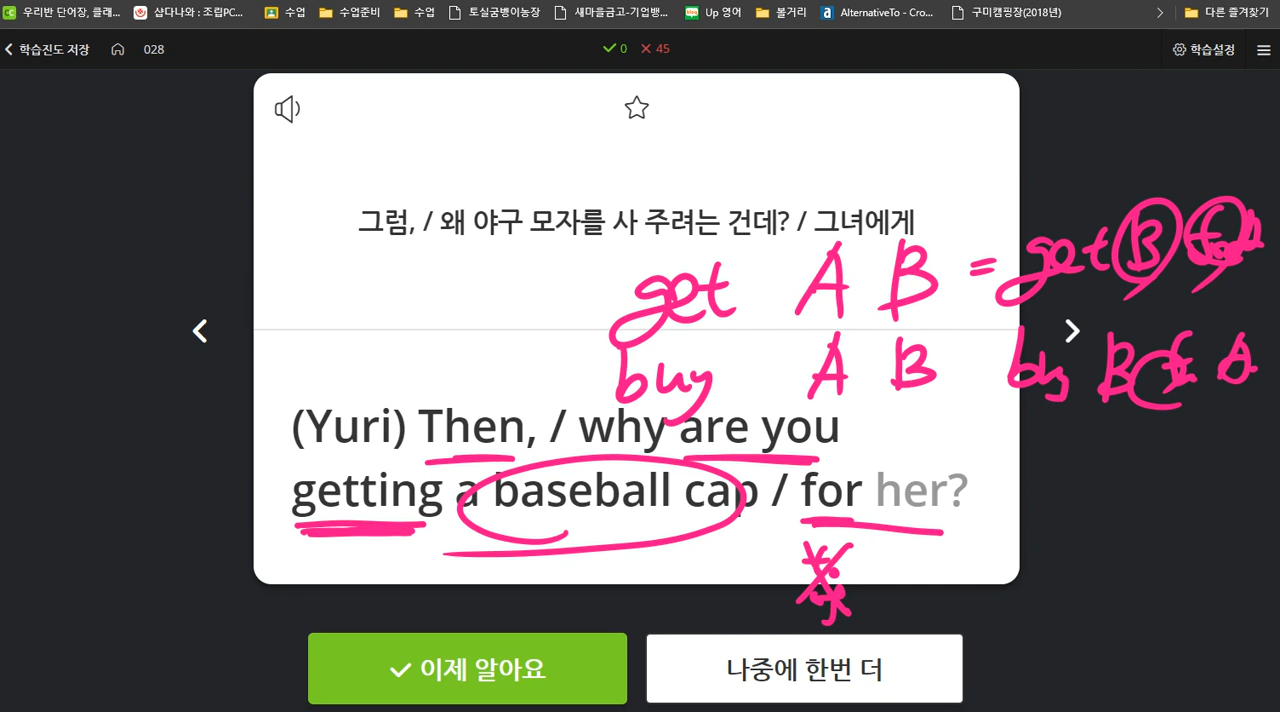 우리반 단어장, 클래... 샵다나와 : 조립PC... 수업 수업준비 수업 토실굼뱅이농장 새마을금고-기업뱅... Up 영어 볼거리 AlternativeTo - Cro... 구미캠핑장(2018년) 다른 즐겨찾기
학습진도 저장 028 0 45 학습설정
그럼, / 왜 야구 모자를 사 주려는 건데? / 그녀에게
get A B = get B for A
buy A B buy B A
(Yuri) Then, / why are you
getting a baseball cap / for her?
이제 알아요 나중에 한번 더